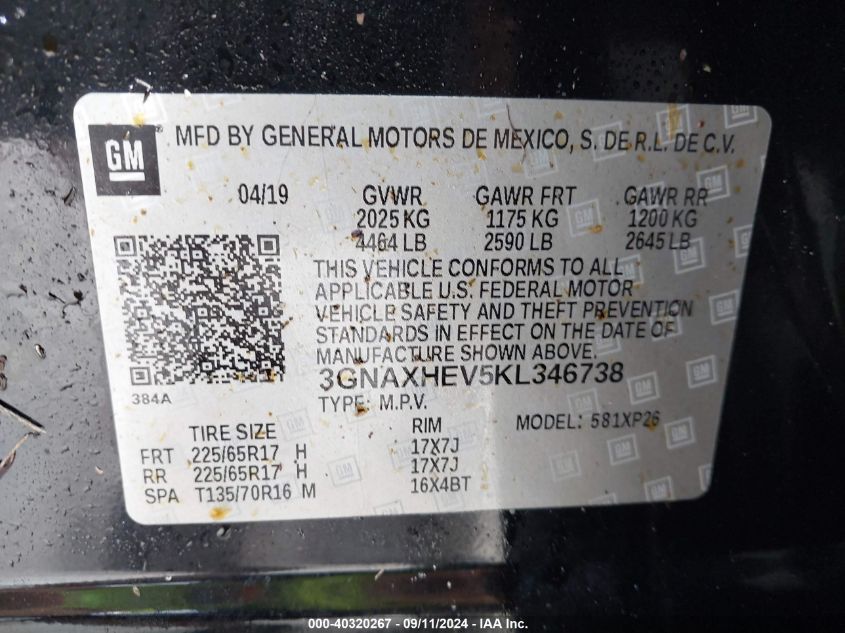 GM
MFD BY GENERAL MOTORS DE MEXICO, S. DE R.L. DE C.V.
04/19 GVWR GAWR FRT GAWR RR
2025 KG 1175 KG 1200 KG
4464 LB 2590 LB 2645 LB
THIS VEHICLE CONFORMS TO ALL
APPLICABLE U.S. FEDERAL MOTOR
VEHICLE SAFETY AND THEFT PREVENTION
STANDARDS IN EFFECT ON THE DATE OF
MANUFACTURE SHOWN ABOVE.
3GNAXHEV5KL346738
384A
TYPE: M.P.V.
MODEL: 581XP26
TIRE SIZE RIM
FRT 225/65R17 H 17X7J
RR 225/65R17 H 17X7J
SPA T135/70R16 M 16X4BT
000-40320267 - 09/11/2024 - IAA Inc.